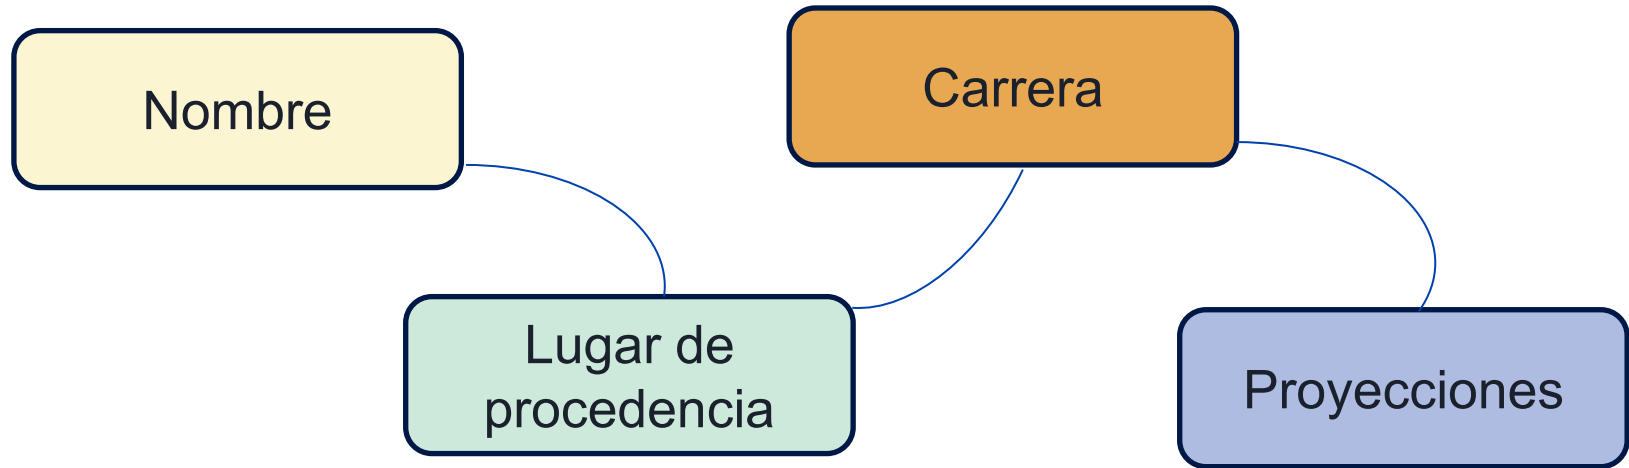 Nombre
Lugar de
procedencia
Carrera
Proyecciones